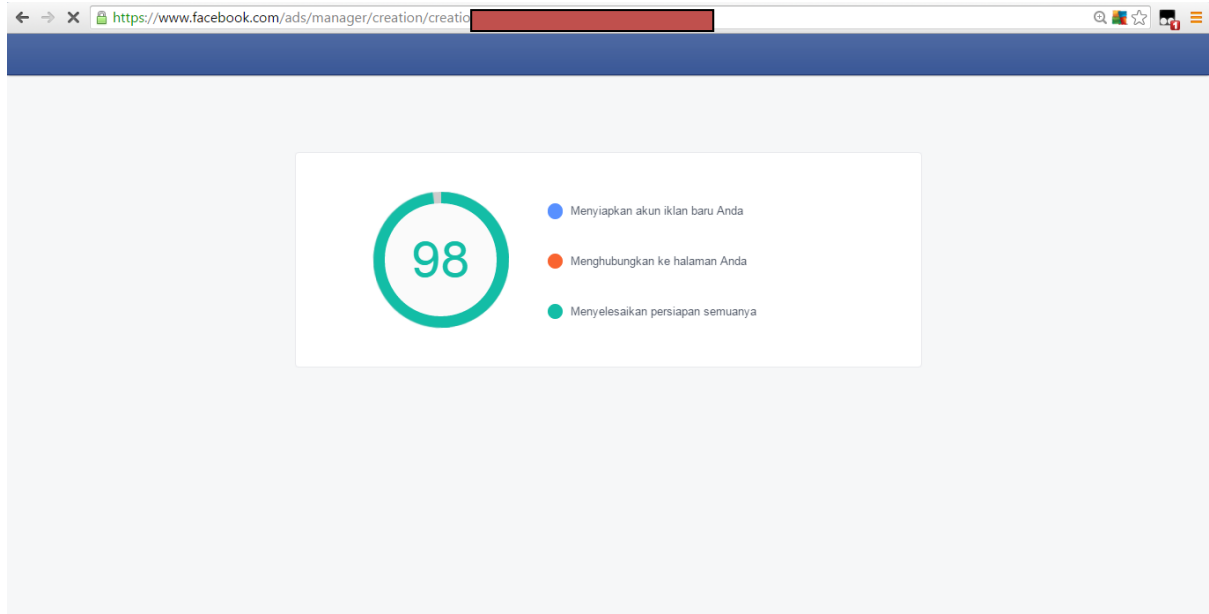 https://www.facebook.com/ads/manager/creation/creatio
98
Menyiapkan akun iklan baru Anda
Menghubungkan ke halaman Anda
Menyelesaikan persiapan semuanya
1